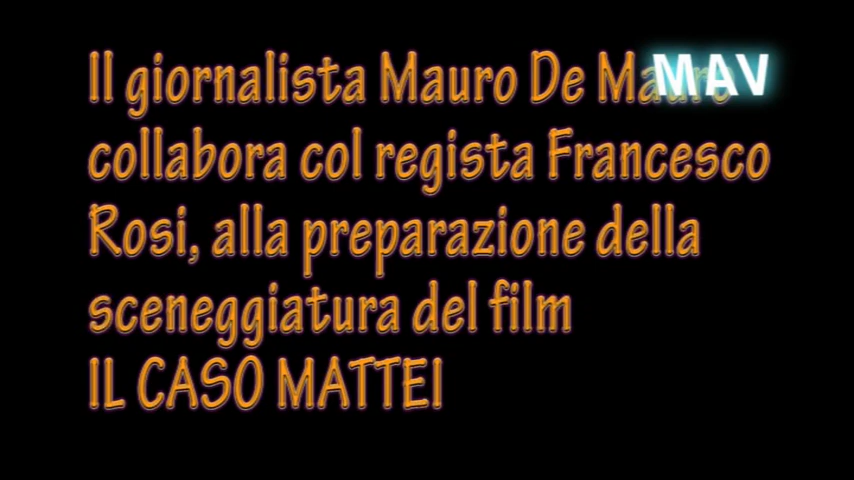 Il giornalista Mauro De Mauro
MAV
collabora col regista Francesco
Rosi, alla preparazione della
sceneggiatura del film
IL CASO MATTEI